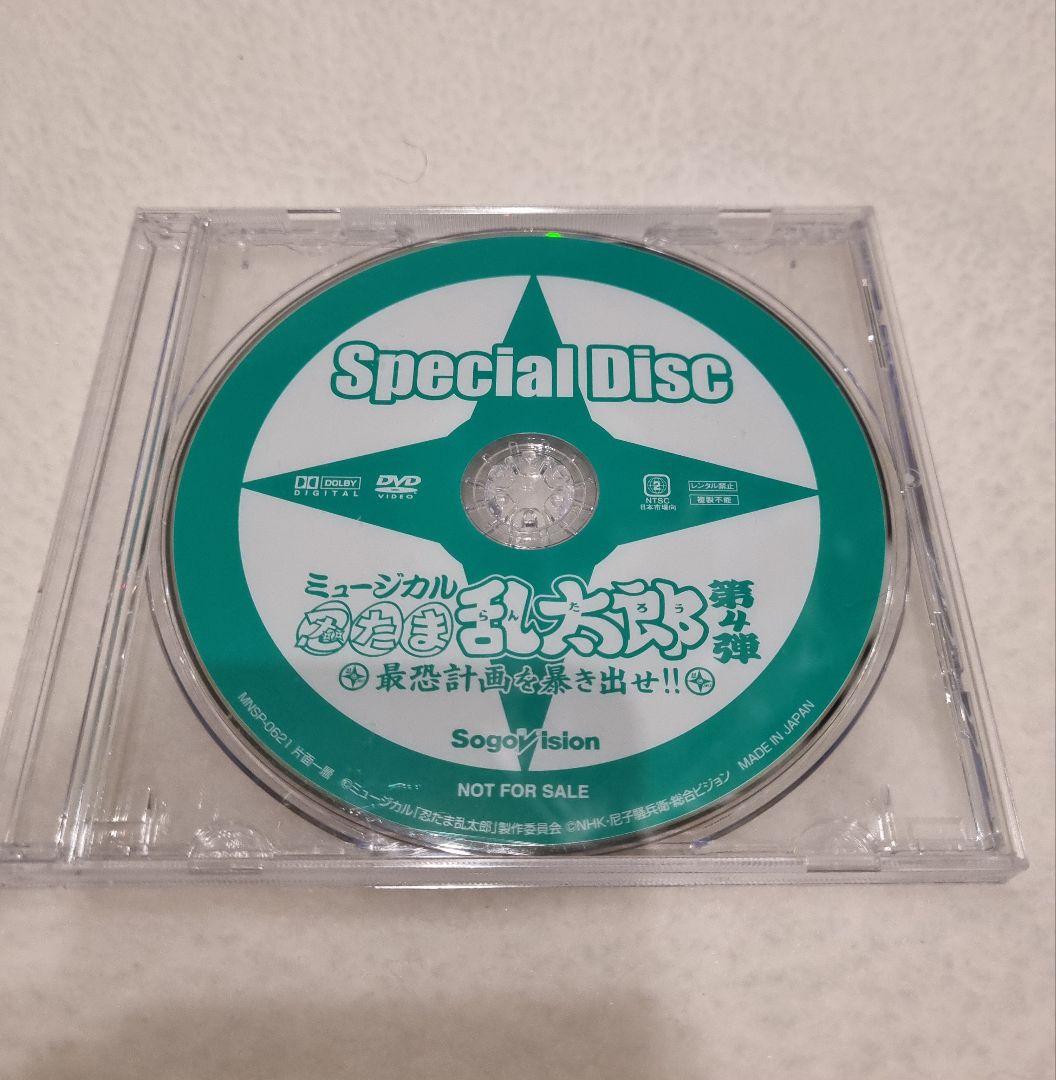 Special Disc
DOLBY
DIGITAL
DVD
VIDEO
2
NTSC
日本市場向
レンタル禁止
複製不能
ミュージカル
忍たま乱太郎
らんたろう
第4弾
最恐計画を暴き出せ!!
SogoVision
NOT FOR SALE
MNSP-0621 片面一層 ©ミュージカル「忍たま乱太郎」製作委員会 ©NHK・尼子騒兵衛・総合ビジョン MADE IN JAPAN